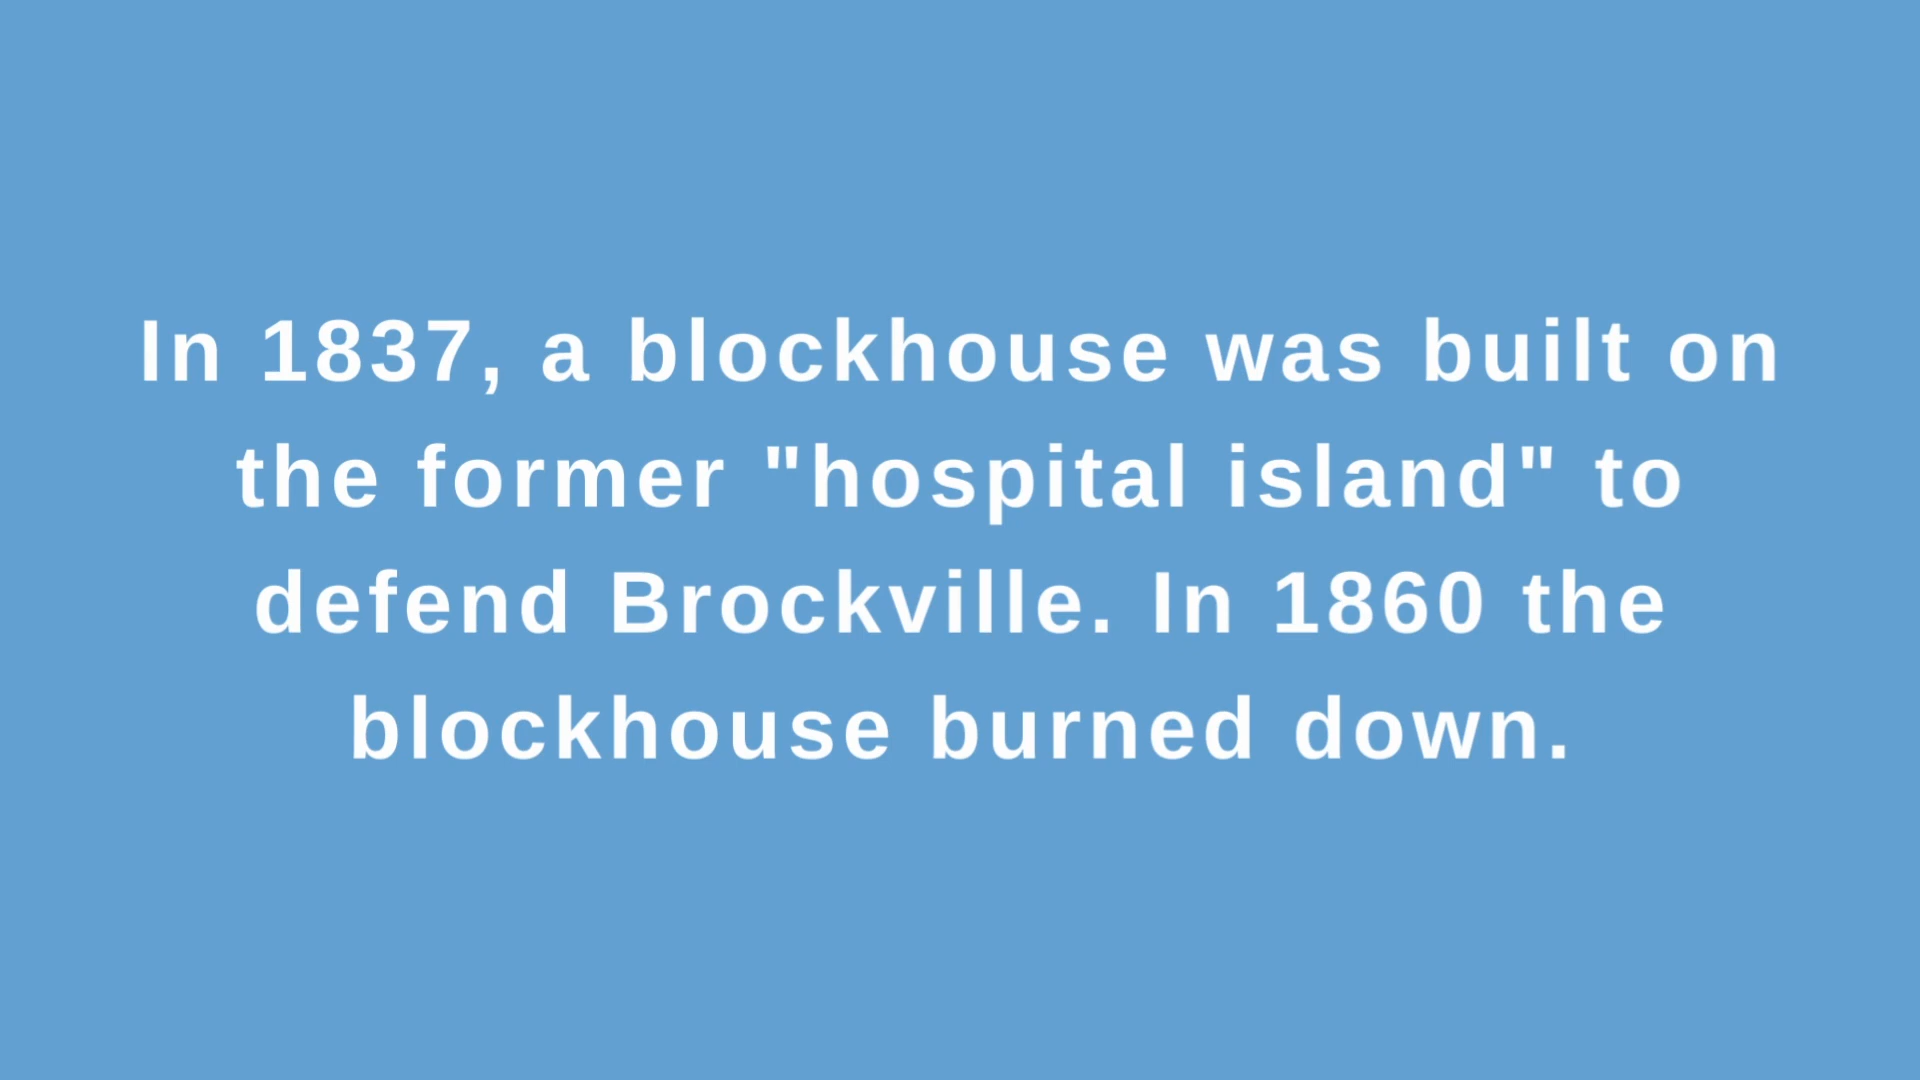 In 1837, a blockhouse was built on
the former "hospital island" to
defend Brockville. In 1860 the
blockhouse burned down.